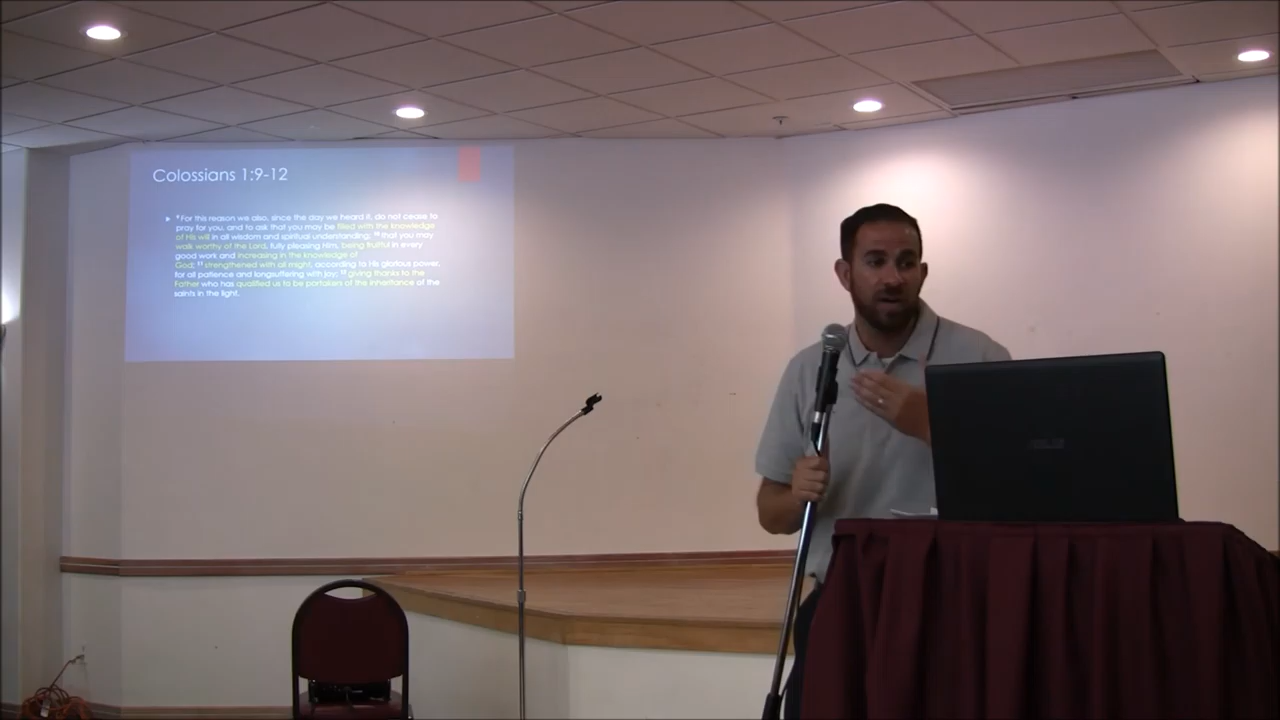 Colossians 1:9-12
⁹For this reason we also, since the day we heard it, do not cease to
pray for you, and to ask that you may be filled with the knowledge
of His will in all wisdom and spiritual understanding; ¹⁰ that you may
walk worthy of the Lord, fully pleasing Him, being fruitful in every
good work and increasing in the knowledge of
God; ¹¹ strengthened with all might, according to His glorious power,
for all patience and longsuffering with joy; ¹² giving thanks to the
Father who has qualified us to be partakers of the inheritance of the
saints in the light.
ASUS